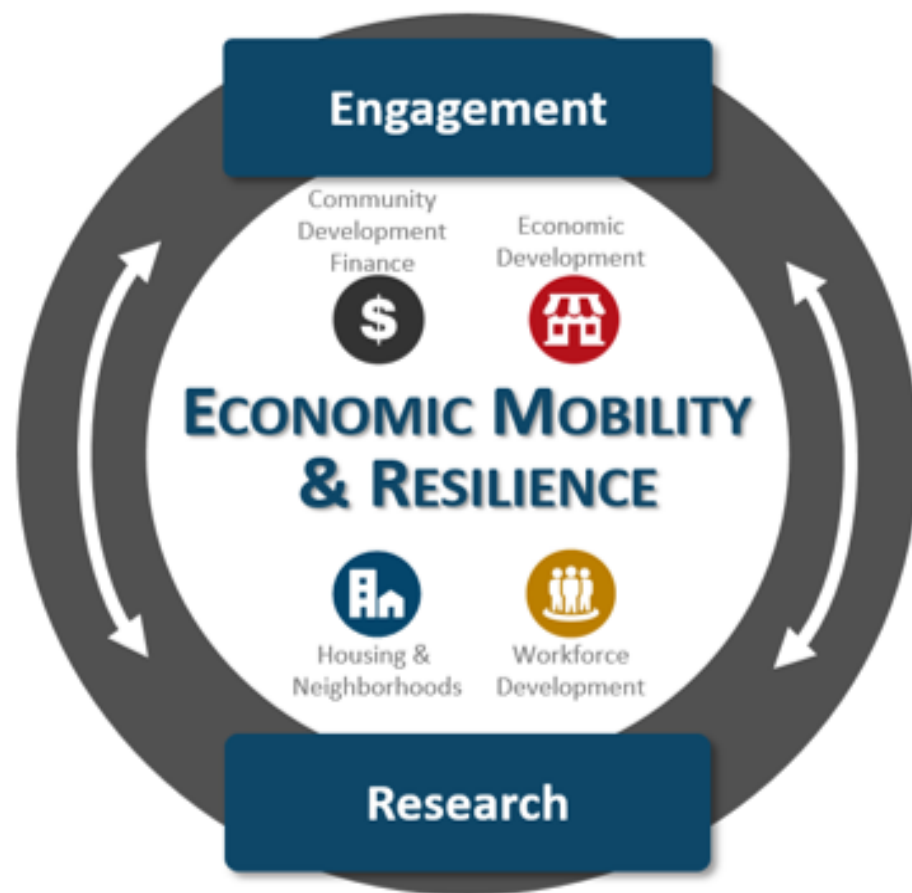 Engagement
Community
Development
Finance
Economic
Development
$
ECONOMIC MOBILITY
& RESILIENCE
Housing &
Neighborhoods
Workforce
Development
Research